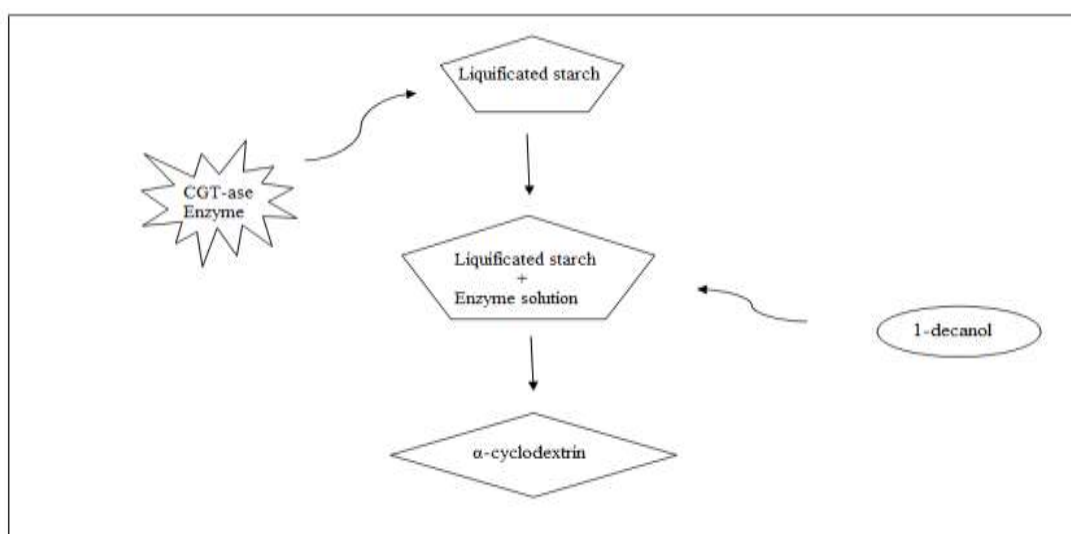 Liquificated starch
CGT-ase
Enzyme
Liquificated starch
+
Enzyme solution
1-decanol
α-cyclodextrin